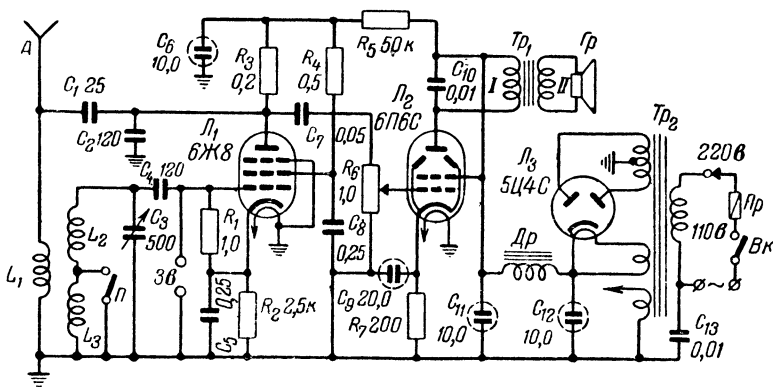 А
C₁ 25
C₂ 120
C₆
10,0
R₃
0,2
R₄
0,5
R₅ 50 к
C₁₀
0,01
Тр₁
I
II
Гр
Л₁
6Ж8
C₇
0,05
Л₂
6П6С
R₆
1,0
Л₃
5Ц4С
Тр₂
220в
110в
Пр
Вк
C₄ 120
C₃
500
L₁
L₂
L₃
П
Зв
R₁
1,0
0,25
C₅
R₂ 2,5к
C₈
0,25
C₉ 20,0
R₇ 200
Др
C₁₁
10,0
C₁₂
10,0
~
C₁₃
0,01